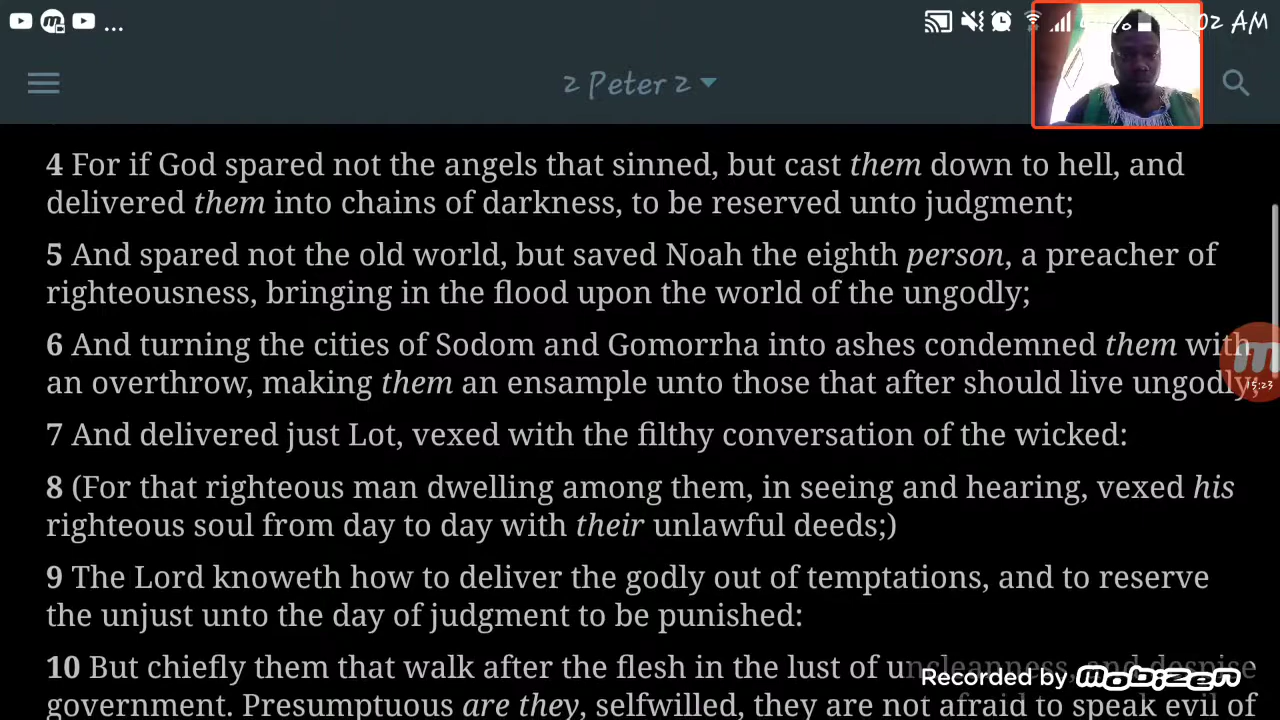 ... 02 AM
2 Peter 2
4 For if God spared not the angels that sinned, but cast them down to hell, and
delivered them into chains of darkness, to be reserved unto judgment;
5 And spared not the old world, but saved Noah the eighth person, a preacher of
righteousness, bringing in the flood upon the world of the ungodly;
6 And turning the cities of Sodom and Gomorrha into ashes condemned them with
an overthrow, making them an ensample unto those that after should live ungodly;
15:23
7 And delivered just Lot, vexed with the filthy conversation of the wicked:
8 (For that righteous man dwelling among them, in seeing and hearing, vexed his
righteous soul from day to day with their unlawful deeds;)
9 The Lord knoweth how to deliver the godly out of temptations, and to reserve
the unjust unto the day of judgment to be punished:
10 But chiefly them that walk after the flesh in the lust of uncleanness, and despise
government. Presumptuous are they, selfwilled, they are not afraid to speak evil of
Recorded by mobizen